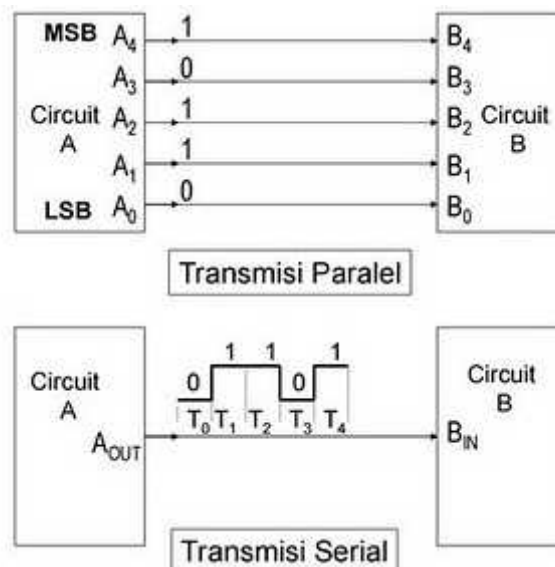 MSB A4 1 B4
A3 0 B3
Circuit A A2 1 B2 Circuit B
A1 1 B1
LSB A0 0 B0
Transmisi Paralel
Circuit A 0 1 1 0 1 Circuit B
T0 T1 T2 T3 T4
AOUT BIN
Transmisi Serial